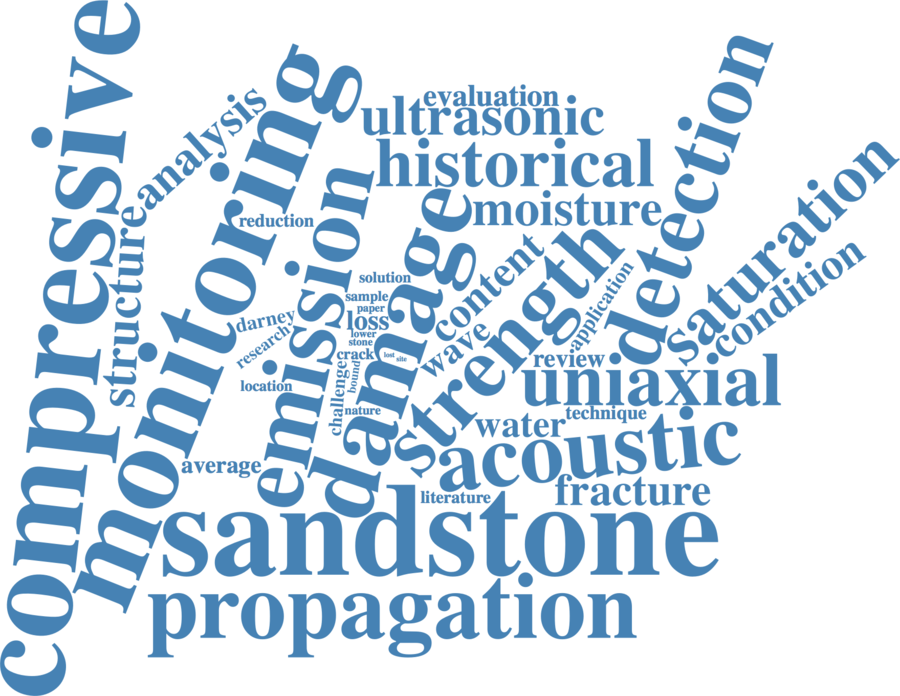 compressive
monitoring
structure
analysis
reduction
emission
evaluation
ultrasonic
historical
moisture
damage
detection
saturation
condition
content
strength
application
wave
solution
sample
paper
loss
lower
stone
crack
lost
site
bound
challenge
nature
darney
research
location
average
review
uniaxial
technique
water
acoustic
fracture
literature
sandstone
propagation